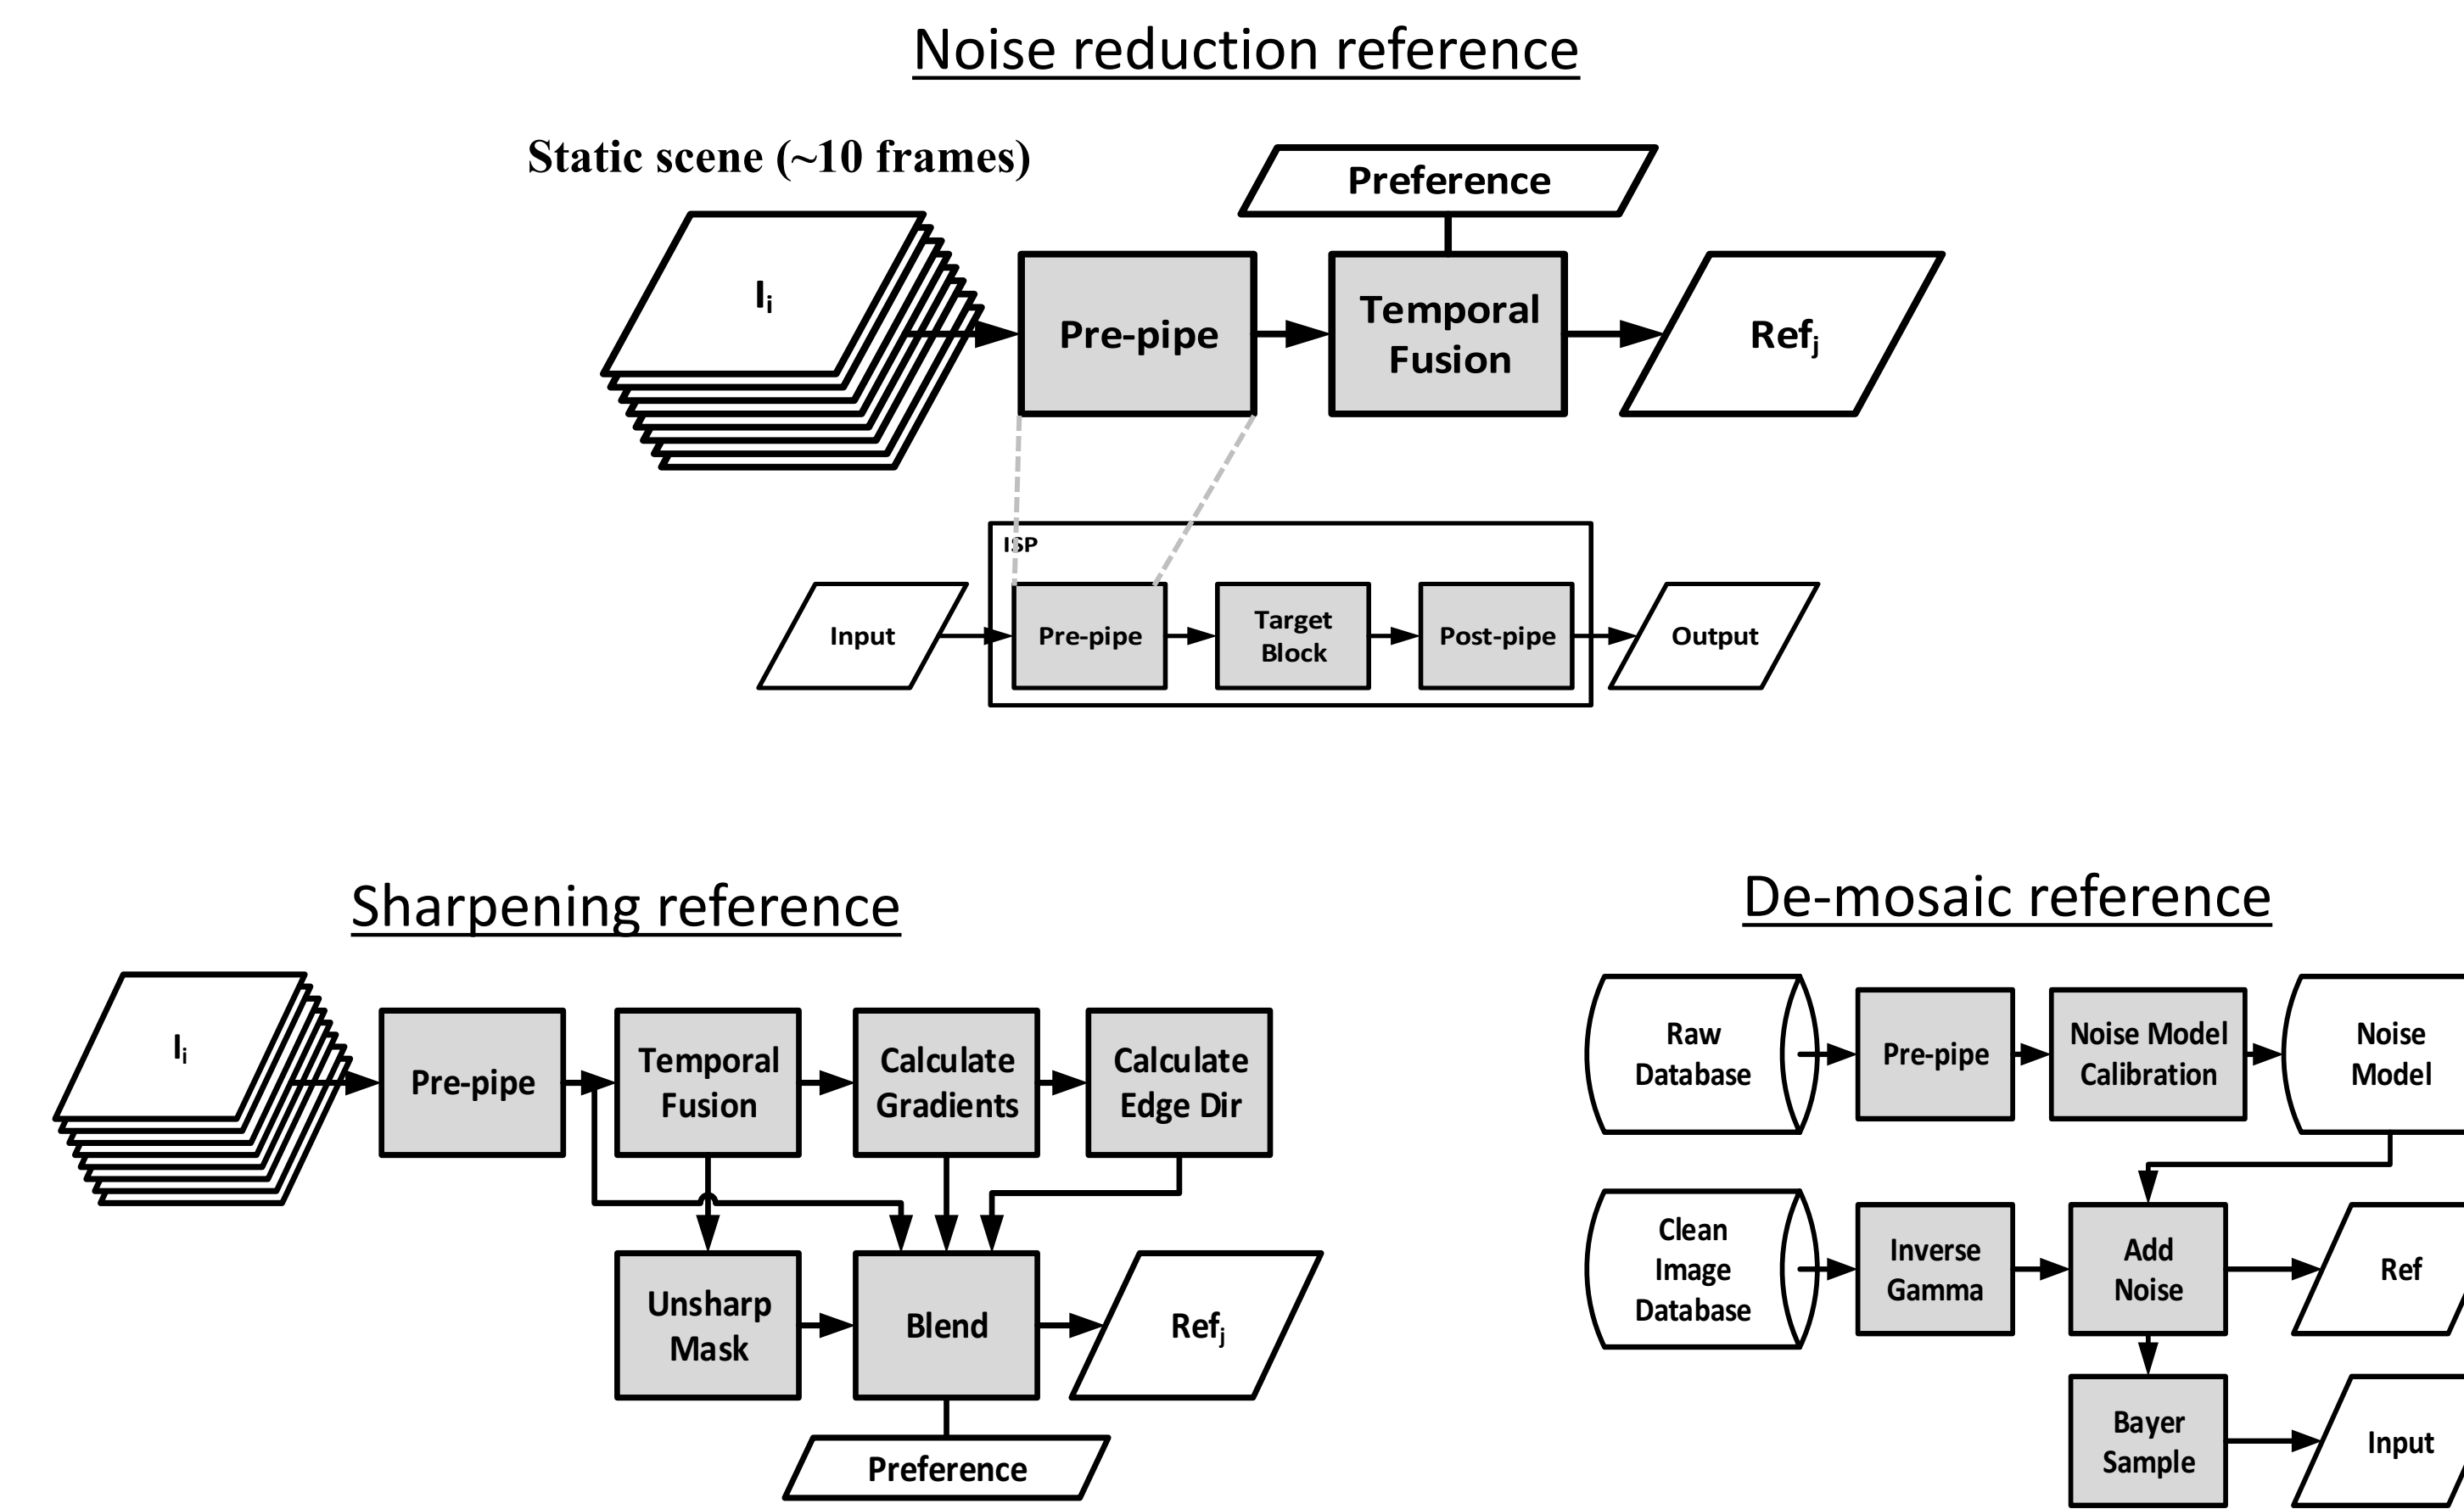 Noise reduction reference
Static scene (~10 frames)
Preference
Iᵢ
Pre-pipe
Temporal
Fusion
Refⱼ
ISP
Input
Pre-pipe
Target
Block
Post-pipe
Output
Sharpening reference
Iᵢ
Pre-pipe
Temporal
Fusion
Calculate
Gradients
Calculate
Edge Dir
Unsharp
Mask
Blend
Refⱼ
Preference
De-mosaic reference
Raw
Database
Pre-pipe
Noise Model
Calibration
Noise
Model
Clean
Image
Database
Inverse
Gamma
Add
Noise
Ref
Bayer
Sample
Input